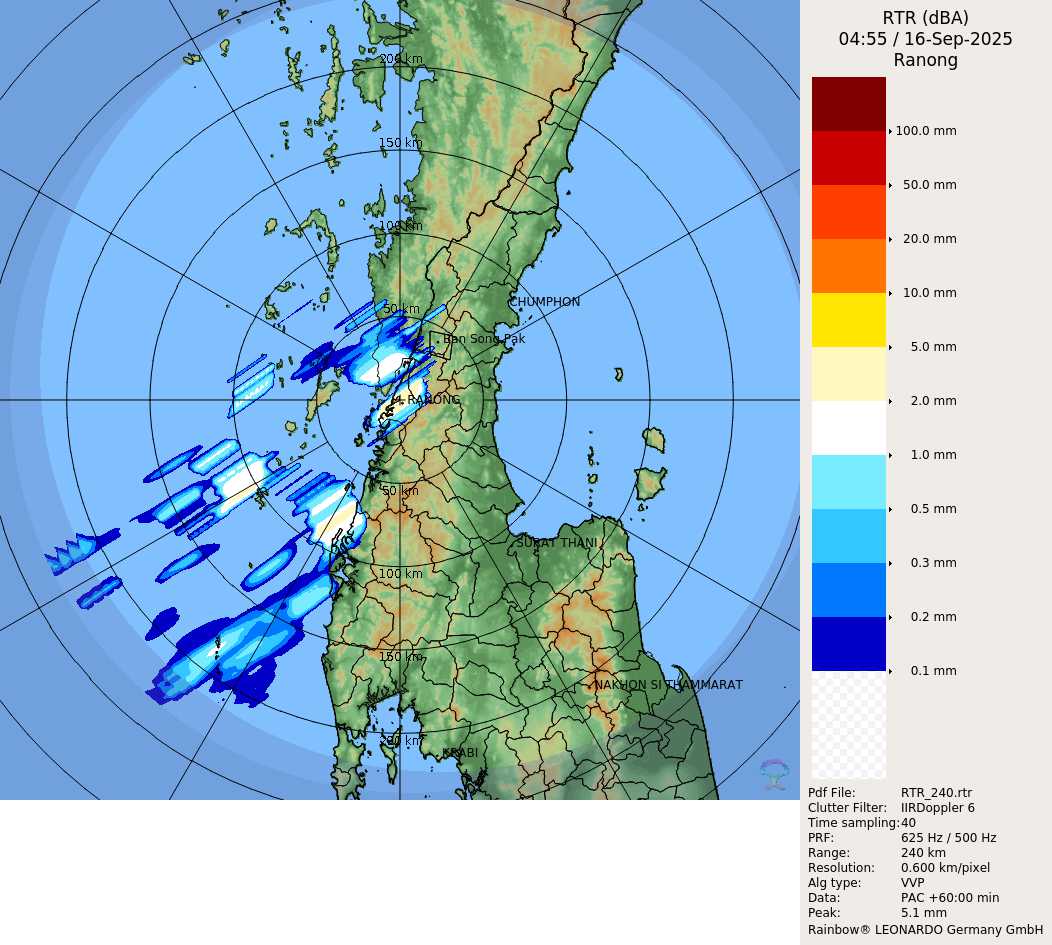 RTR (dBA)
04:55 / 16-Sep-2025
Ranong
100.0 mm
50.0 mm
20.0 mm
10.0 mm
5.0 mm
2.0 mm
1.0 mm
0.5 mm
0.3 mm
0.2 mm
0.1 mm
200 km
150 km
100 km
50 km
CHUMPHON
Ban Song Pak
RANONG
50 km
SURAT THANI
100 km
150 km
NAKHON SI THAMMARAT
200 km
KRABI
Pdf File: RTR_240.rtr
Clutter Filter: IIRDoppler 6
Time sampling: 40
PRF: 625 Hz / 500 Hz
Range: 240 km
Resolution: 0.600 km/pixel
Alg type: VVP
Data: PAC +60:00 min
Peak: 5.1 mm
Rainbow® LEONARDO Germany GmbH